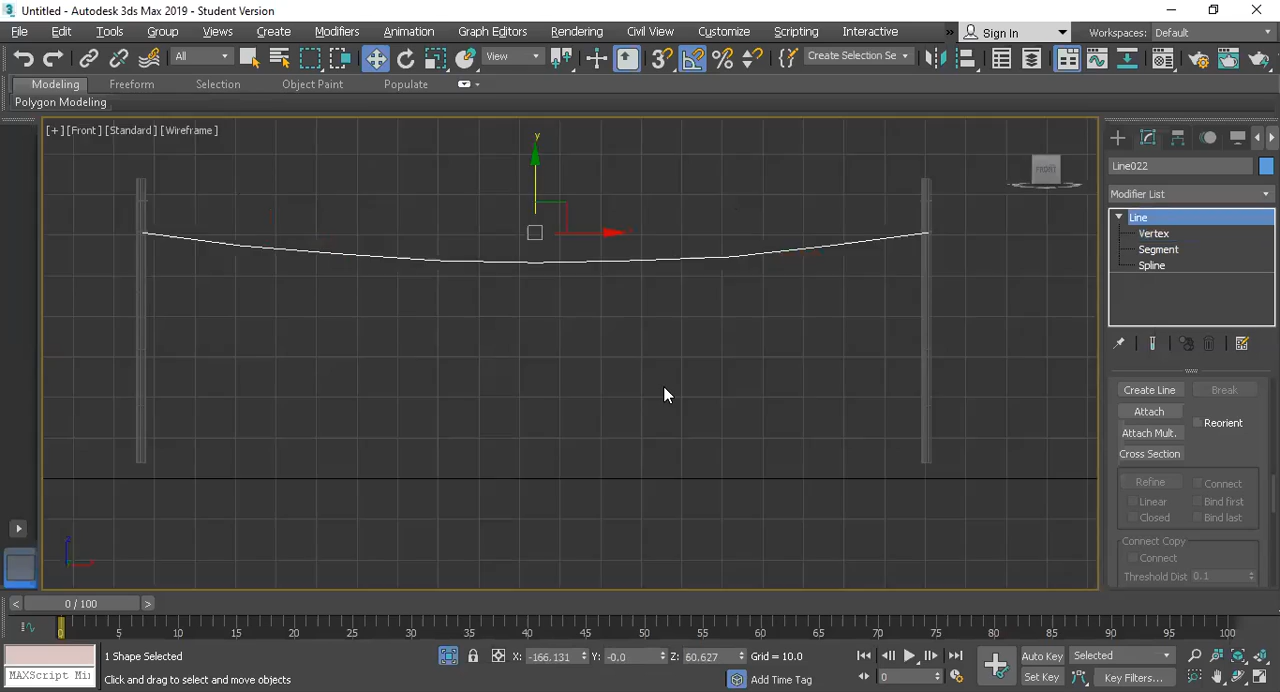 Untitled - Autodesk 3ds Max 2019 - Student Version
File Edit Tools Group Views Create Modifiers Animation Graph Editors Rendering Civil View Customize Scripting Interactive » Sign In Workspaces: Default
All View Create Selection Se
Modeling Freeform Selection Object Paint Populate
Polygon Modeling
[+] [Front] [Standard] [Wireframe]
y
FRONT
Line022
Modifier List
Line
Vertex
Segment
Spline
Create Line Break
Attach
Reorient
Attach Mult.
Cross Section
Refine Connect
Linear Bind first
Closed Bind last
Connect Copy
Connect
Threshold Dist 0.1
z
< 0 / 100 >
0 5 10 15 20 25 30 35 40 45 50 55 60 65 70 75 80 85 90 95 100
1 Shape Selected X: -166.131 Y: -0.0 Z: 60.627 Grid = 10.0 Auto Key Selected
MAXScript Mi Click and drag to select and move objects Add Time Tag 0 Set Key Key Filters...